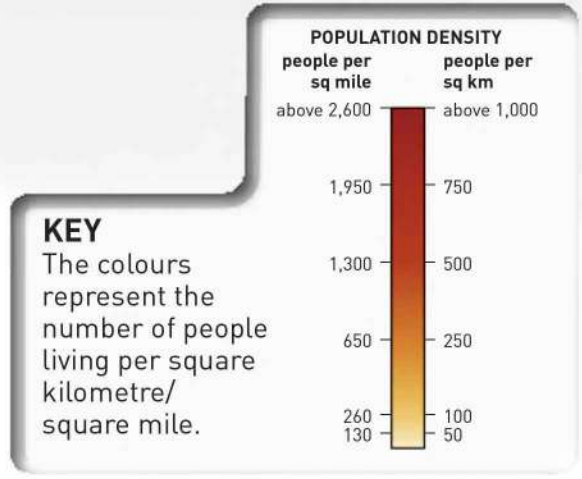 POPULATION DENSITY
people per people per
sq mile sq km
above 2,600 above 1,000
1,950 750
1,300 500
650 250
260 100
130 50
KEY
The colours
represent the
number of people
living per square
kilometre/
square mile.